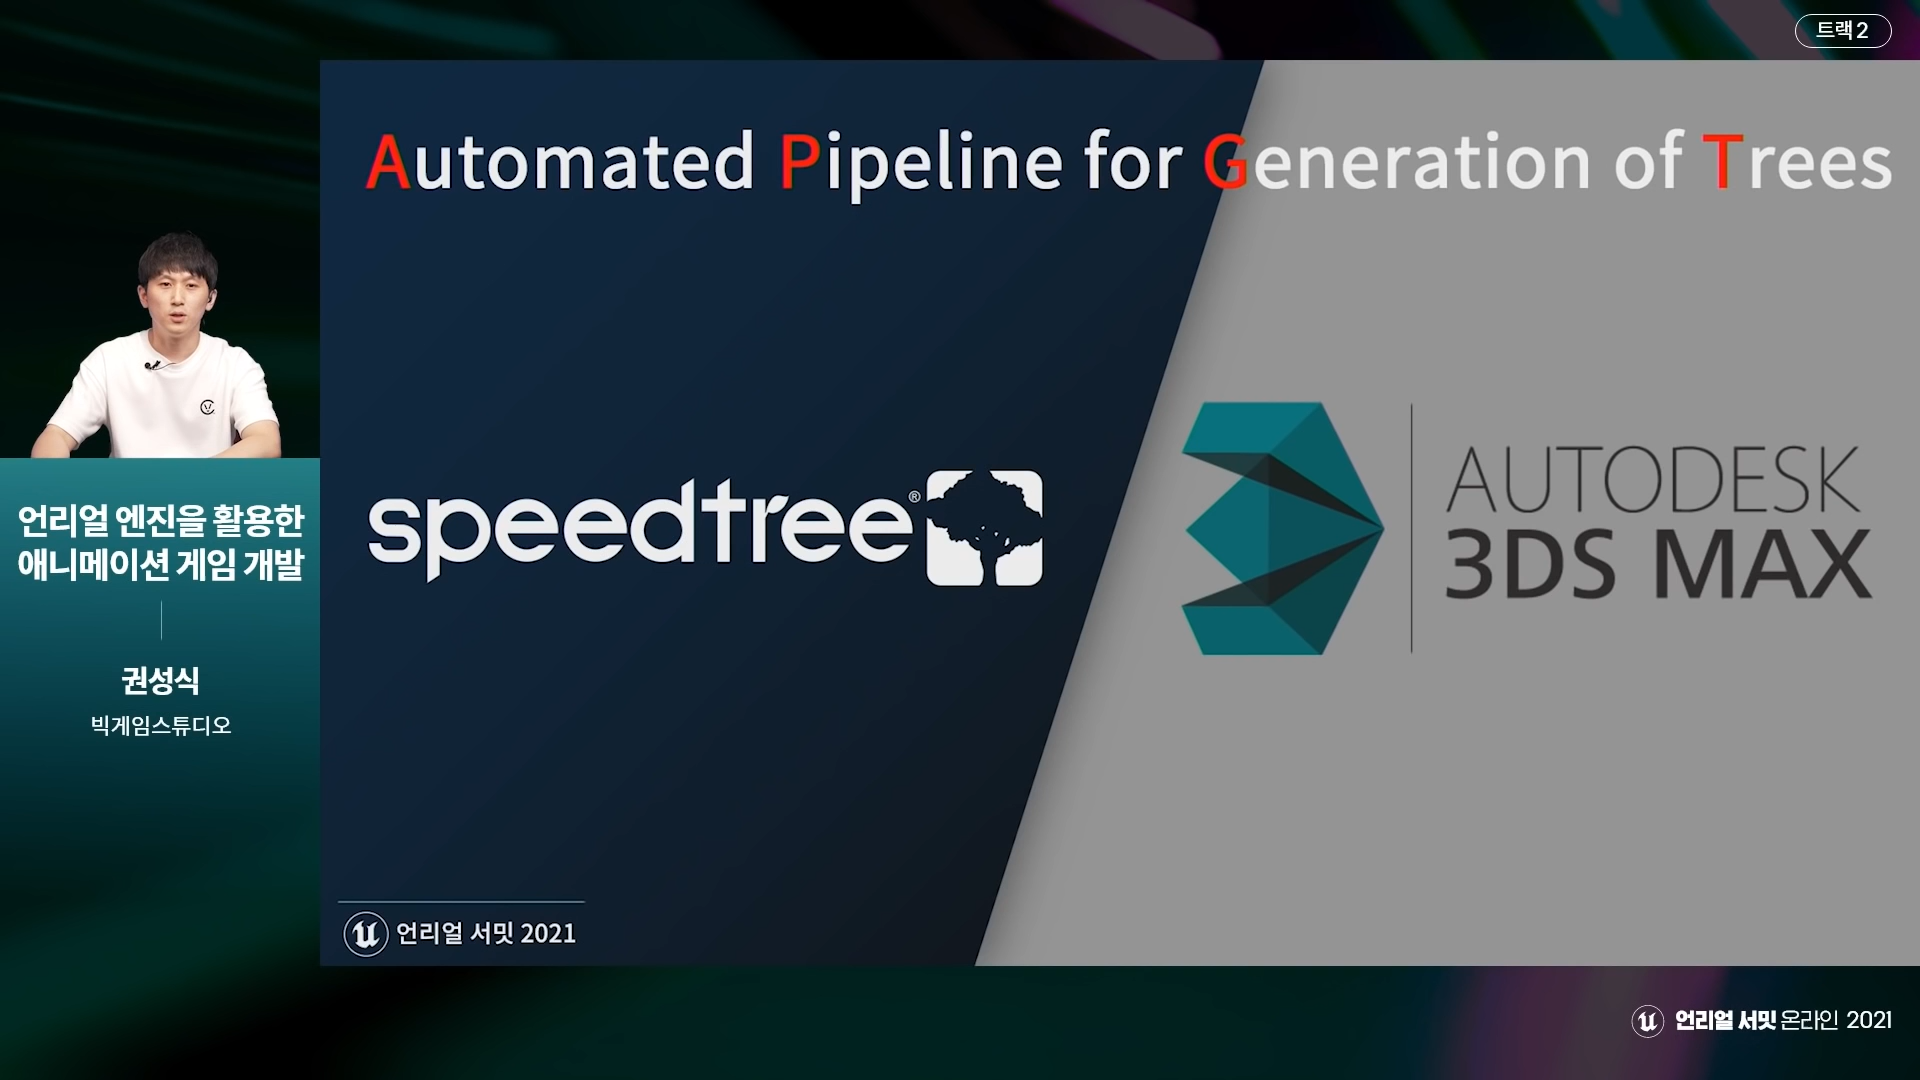 트랙2
Automated Pipeline for Generation of Trees
speedtree®
AUTODESK
3DS MAX
언리얼 엔진을 활용한
애니메이션 게임 개발
권성식
빅게임스튜디오
언리얼 서밋 2021
언리얼 서밋 온라인 2021